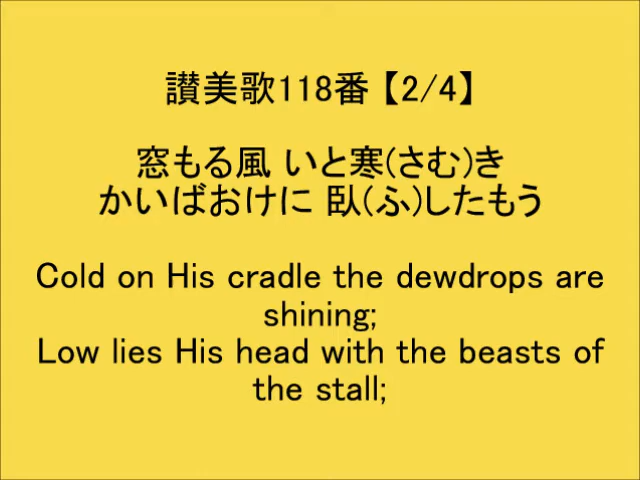 讃美歌118番【2/4】
窓もる風 いと寒(さむ)き
かいばおけに 臥(ふ)したもう
Cold on His cradle the dewdrops are
shining;
Low lies His head with the beasts of
the stall;